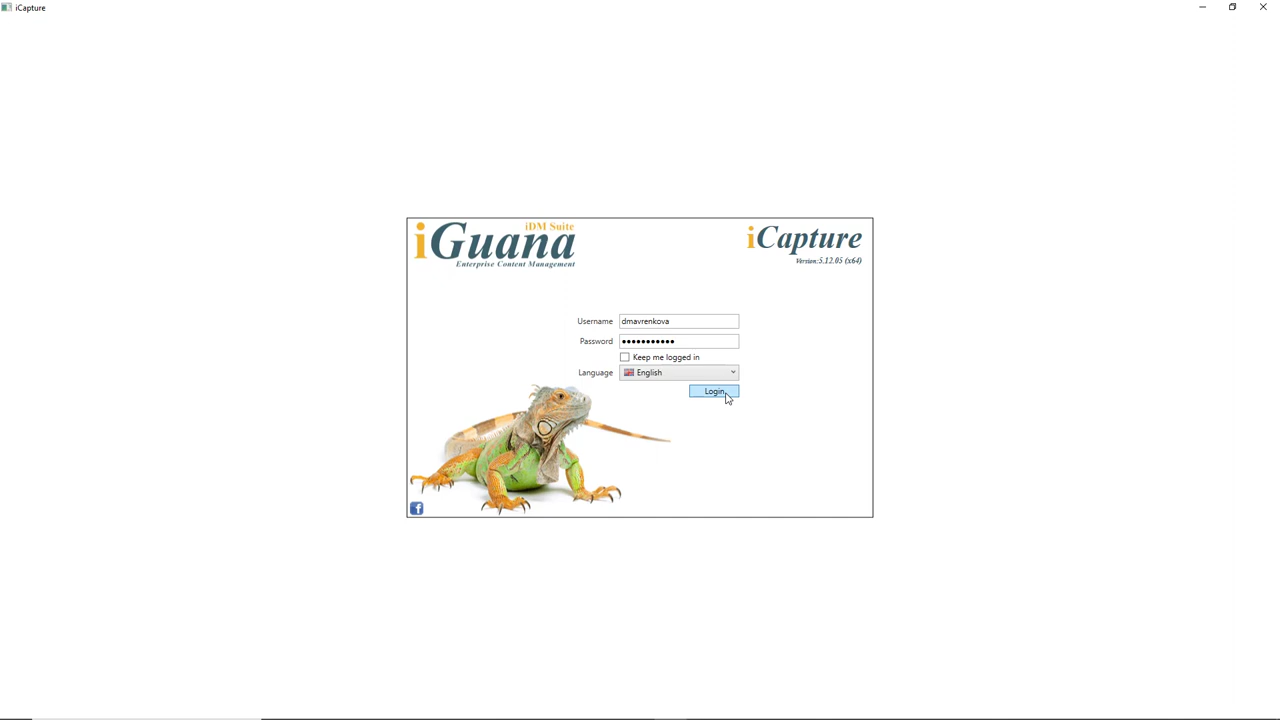 iCapture
iDM Suite
iGuana
Enterprise Content Management
iCapture
Version:5.12.05 (x64)
Username dmavrenkova
Password •••••••••••
Keep me logged in
Language English
Login
f